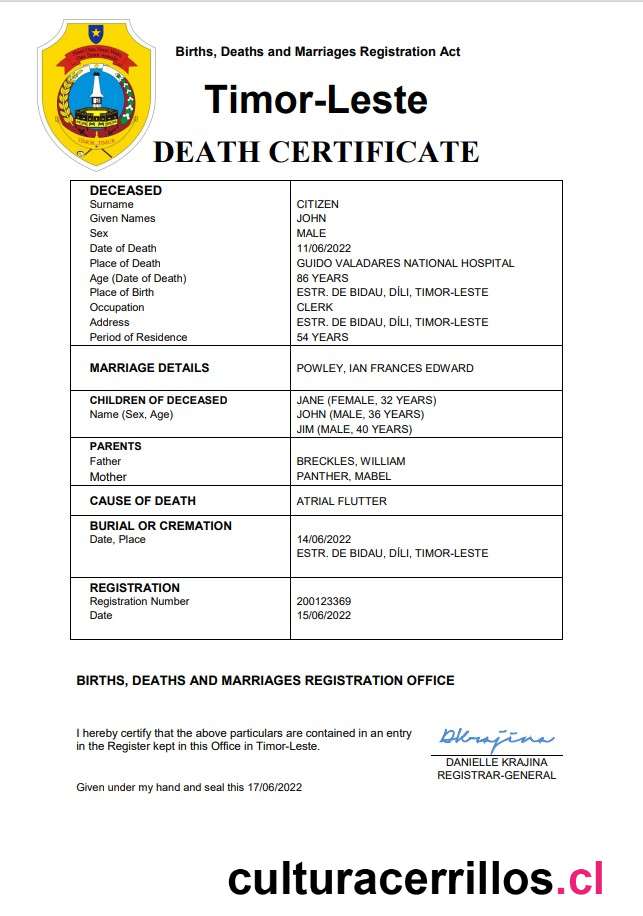 Births, Deaths and Marriages Registration Act
Timor-Leste
DEATH CERTIFICATE
DECEASED
Surname CITIZEN
Given Names JOHN
Sex MALE
Date of Death 11/06/2022
Place of Death GUIDO VALADARES NATIONAL HOSPITAL
Age (Date of Death) 86 YEARS
Place of Birth ESTR. DE BIDAU, DÍLI, TIMOR-LESTE
Occupation CLERK
Address ESTR. DE BIDAU, DÍLI, TIMOR-LESTE
Period of Residence 54 YEARS
MARRIAGE DETAILS POWLEY, IAN FRANCES EDWARD
CHILDREN OF DECEASED JANE (FEMALE, 32 YEARS)
Name (Sex, Age) JOHN (MALE, 36 YEARS)
JIM (MALE, 40 YEARS)
PARENTS
Father BRECKLES, WILLIAM
Mother PANTHER, MABEL
CAUSE OF DEATH ATRIAL FLUTTER
BURIAL OR CREMATION
Date, Place 14/06/2022
ESTR. DE BIDAU, DÍLI, TIMOR-LESTE
REGISTRATION
Registration Number 200123369
Date 15/06/2022
BIRTHS, DEATHS AND MARRIAGES REGISTRATION OFFICE
I hereby certify that the above particulars are contained in an entry
in the Register kept in this Office in Timor-Leste.
DKrajina
DANIELLE KRAJINA
REGISTRAR-GENERAL
Given under my hand and seal this 17/06/2022
culturacerrillos.cl